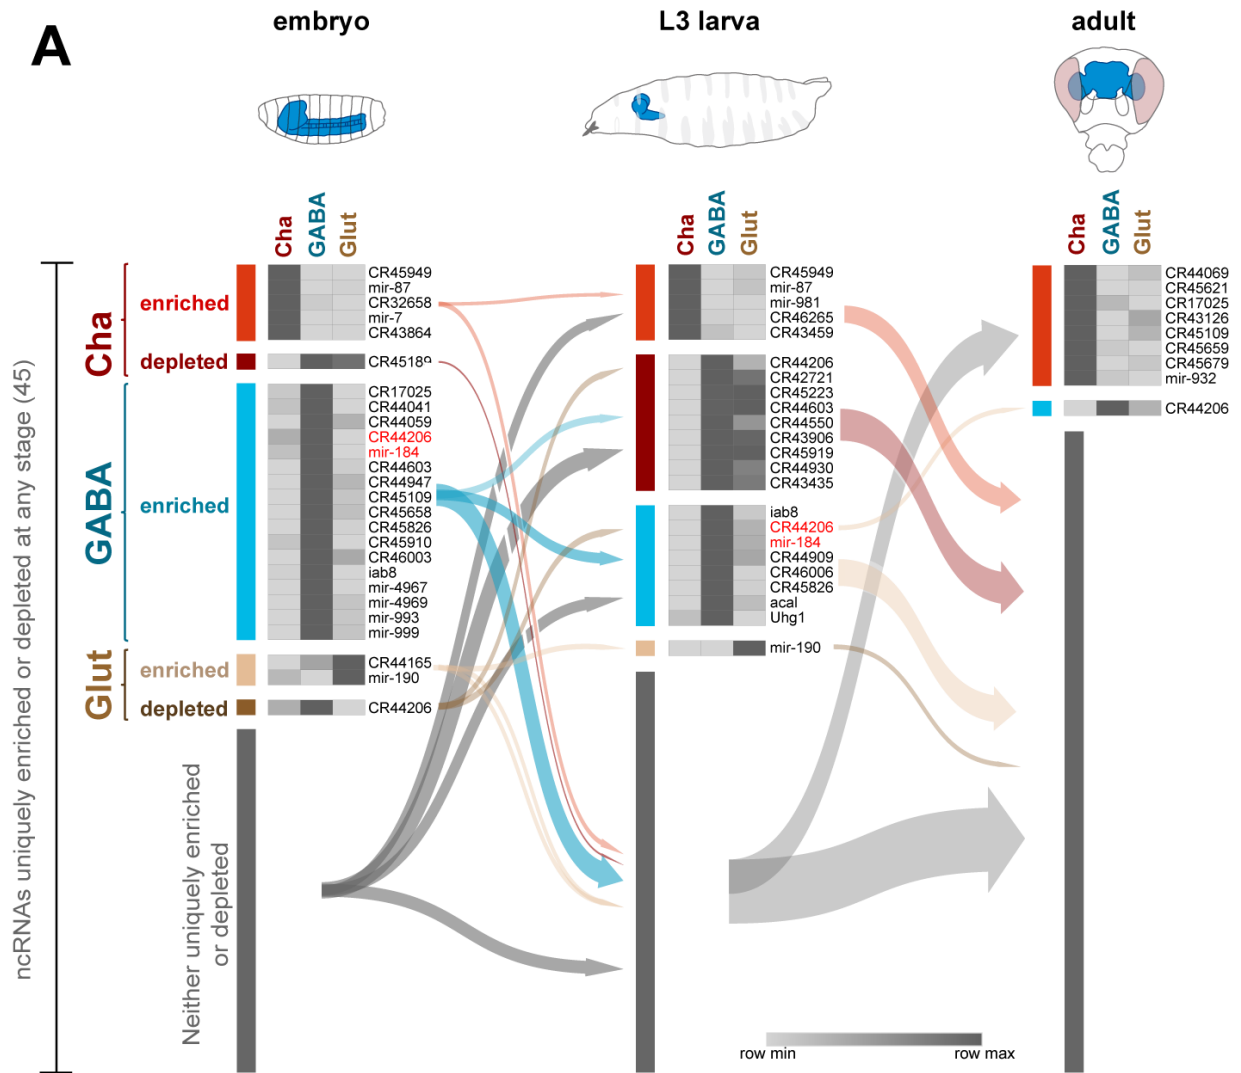 A
embryo
L3 larva
adult
Cha
GABA
Glut
Cha
GABA
Glut
Cha
GABA
Glut
ncRNAs uniquely enriched or depleted at any stage (45)
Cha
enriched
CR45949
mir-87
CR32658
mir-7
CR43864
depleted
GABA
enriched
CR17025
CR44041
CR44059
CR44206
mir-184
CR44603
CR44947
CR45109
CR45658
CR45826
CR45910
CR46003
iab8
mir-4967
mir-4969
mir-993
mir-999
Glut
enriched
CR44165
mir-190
depleted
CR44206
Neither uniquely enriched
or depleted
CR45949
mir-87
mir-981
CR46265
CR43459
CR44206
CR42721
CR45223
CR44603
CR44550
CR43906
CR45919
CR44930
CR43435
iab8
CR44206
mir-184
CR44909
CR46006
CR45826
acal
Uhg1
mir-190
CR44069
CR45621
CR17025
CR43126
CR45109
CR45659
CR45679
mir-932
CR44206
row min
row max